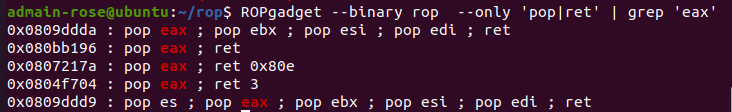 admain-rose@ubuntu:~/rop$ ROPgadget --binary rop  --only 'pop|ret' | grep 'eax'
0x0809ddda : pop eax ; pop ebx ; pop esi ; pop edi ; ret
0x080bb196 : pop eax ; ret
0x0807217a : pop eax ; ret 0x80e
0x0804f704 : pop eax ; ret 3
0x0809ddd9 : pop es ; pop eax ; pop ebx ; pop esi ; pop edi ; ret